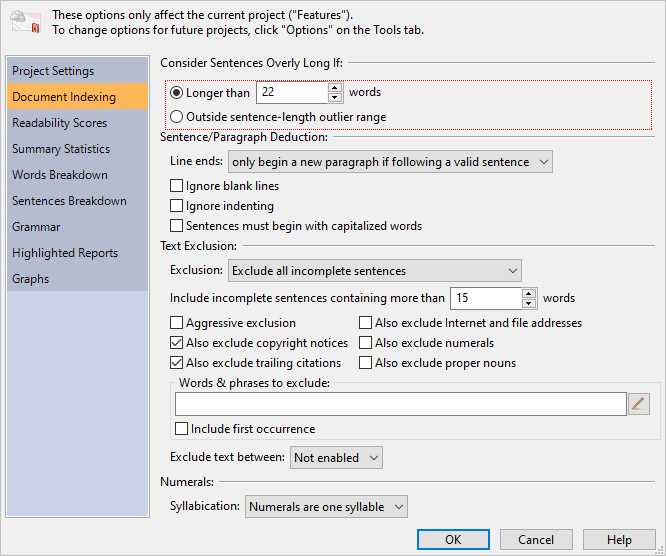 These options only affect the current project ("Features").
To change options for future projects, click "Options" on the Tools tab.
Project Settings
Document Indexing
Readability Scores
Summary Statistics
Words Breakdown
Sentences Breakdown
Grammar
Highlighted Reports
Graphs
Consider Sentences Overly Long If:
Longer than 22 words
Outside sentence-length outlier range
Sentence/Paragraph Deduction:
Line ends: only begin a new paragraph if following a valid sentence
Ignore blank lines
Ignore indenting
Sentences must begin with capitalized words
Text Exclusion:
Exclusion: Exclude all incomplete sentences
Include incomplete sentences containing more than 15 words
Aggressive exclusion Also exclude Internet and file addresses
Also exclude copyright notices Also exclude numerals
Also exclude trailing citations Also exclude proper nouns
Words & phrases to exclude:
Include first occurrence
Exclude text between: Not enabled
Numerals:
Syllabication: Numerals are one syllable
OK Cancel Help